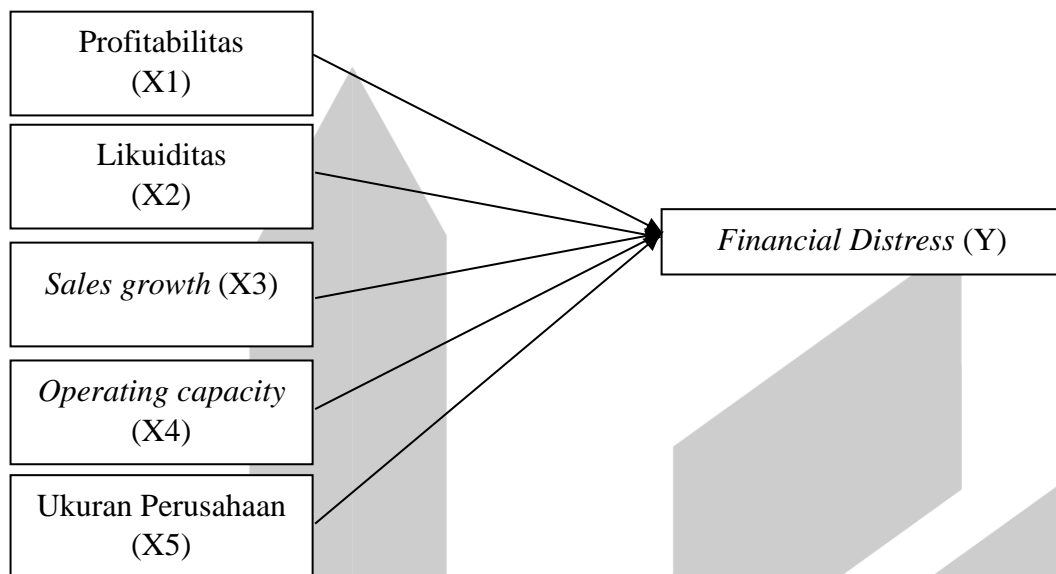 Profitabilitas
(X1)
Likuiditas
(X2)
Sales growth (X3)
Operating capacity
(X4)
Ukuran Perusahaan
(X5)
Financial Distress (Y)